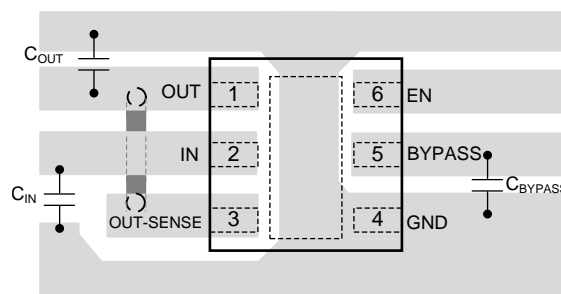 COUT
OUT 1 6 EN
IN 2 5 BYPASS
CIN
CBYPASS
OUT-SENSE 3 4 GND